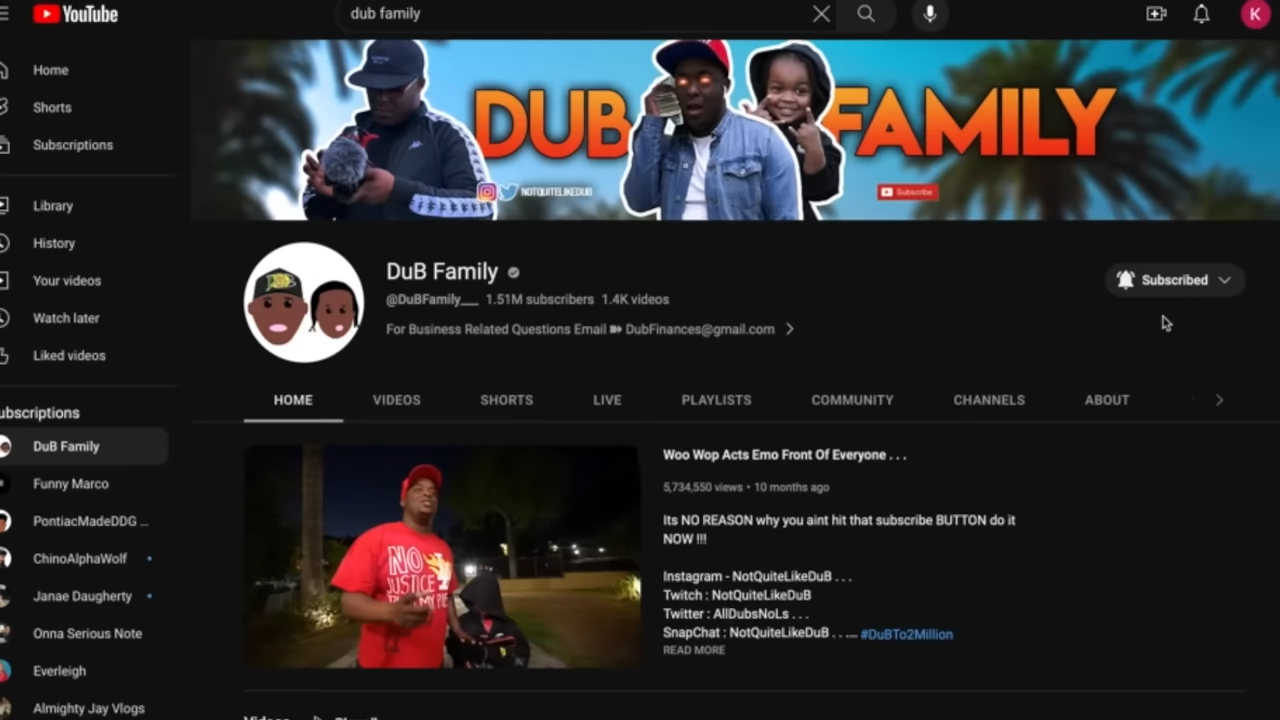 YouTube
dub family
K
Home
Shorts
Subscriptions
Library
History
Your videos
Watch later
Liked videos
ubscriptions
DuB Family
Funny Marco
PontiacMadeDDG ...
ChinoAlphaWolf
Janae Daugherty
Onna Serious Note
Everleigh
Almighty Jay Vlogs
DUB FAMILY
NOTQUITELIKEDUB
Subscribe
DuB Family
@DuBFamily___ 1.51M subscribers 1.4K videos
For Business Related Questions Email DubFinances@gmail.com
Subscribed
HOME VIDEOS SHORTS LIVE PLAYLISTS COMMUNITY CHANNELS ABOUT
NO
JUSTICE
MY PIE
Woo Wop Acts Emo Front Of Everyone . . .
5,734,550 views • 10 months ago
Its NO REASON why you aint hit that subscribe BUTTON do it
NOW !!!
Instagram - NotQuiteLikeDuB . . .
Twitch : NotQuiteLikeDuB
Twitter : AllDubsNoLs . . .
SnapChat : NotQuiteLikeDuB . . .... #DuBTo2Million
READ MORE